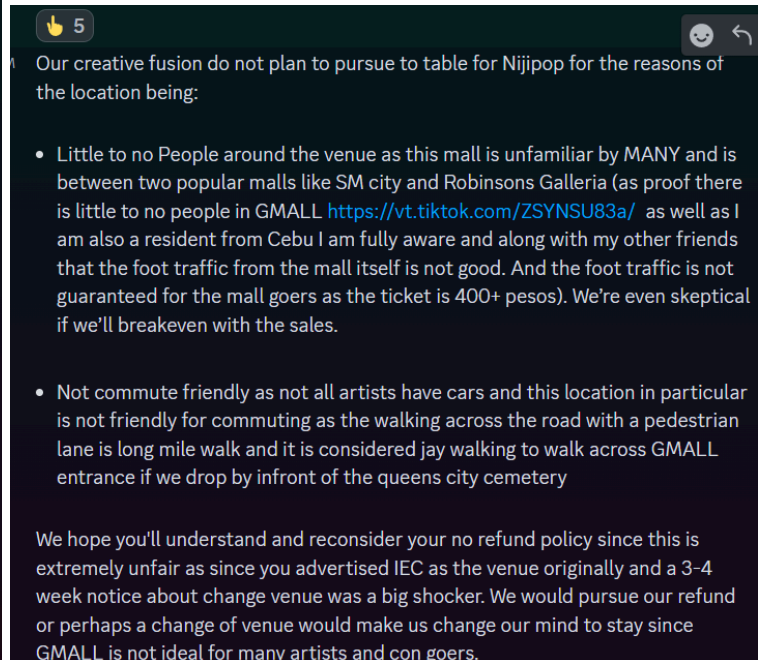 5
Our creative fusion do not plan to pursue to table for Nijipop for the reasons of
the location being:
• Little to no People around the venue as this mall is unfamiliar by MANY and is
between two popular malls like SM city and Robinsons Galleria (as proof there
is little to no people in GMALL https://vt.tiktok.com/ZSYNSU83a/ as well as I
am also a resident from Cebu I am fully aware and along with my other friends
that the foot traffic from the mall itself is not good. And the foot traffic is not
guaranteed for the mall goers as the ticket is 400+ pesos). We’re even skeptical
if we’ll breakeven with the sales.
• Not commute friendly as not all artists have cars and this location in particular
is not friendly for commuting as the walking across the road with a pedestrian
lane is long mile walk and it is considered jay walking to walk across GMALL
entrance if we drop by infront of the queens city cemetery
We hope you'll understand and reconsider your no refund policy since this is
extremely unfair as since you advertised IEC as the venue originally and a 3-4
week notice about change venue was a big shocker. We would pursue our refund
or perhaps a change of venue would make us change our mind to stay since
GMALL is not ideal for many artists and con goers.